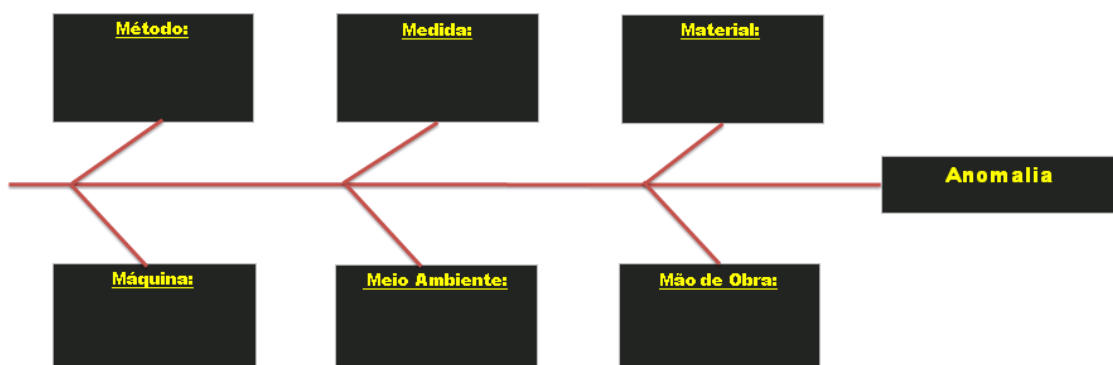 Método:
Medida:
Material:
Anomalia
Máquina:
Meio Ambiente:
Mão de Obra: